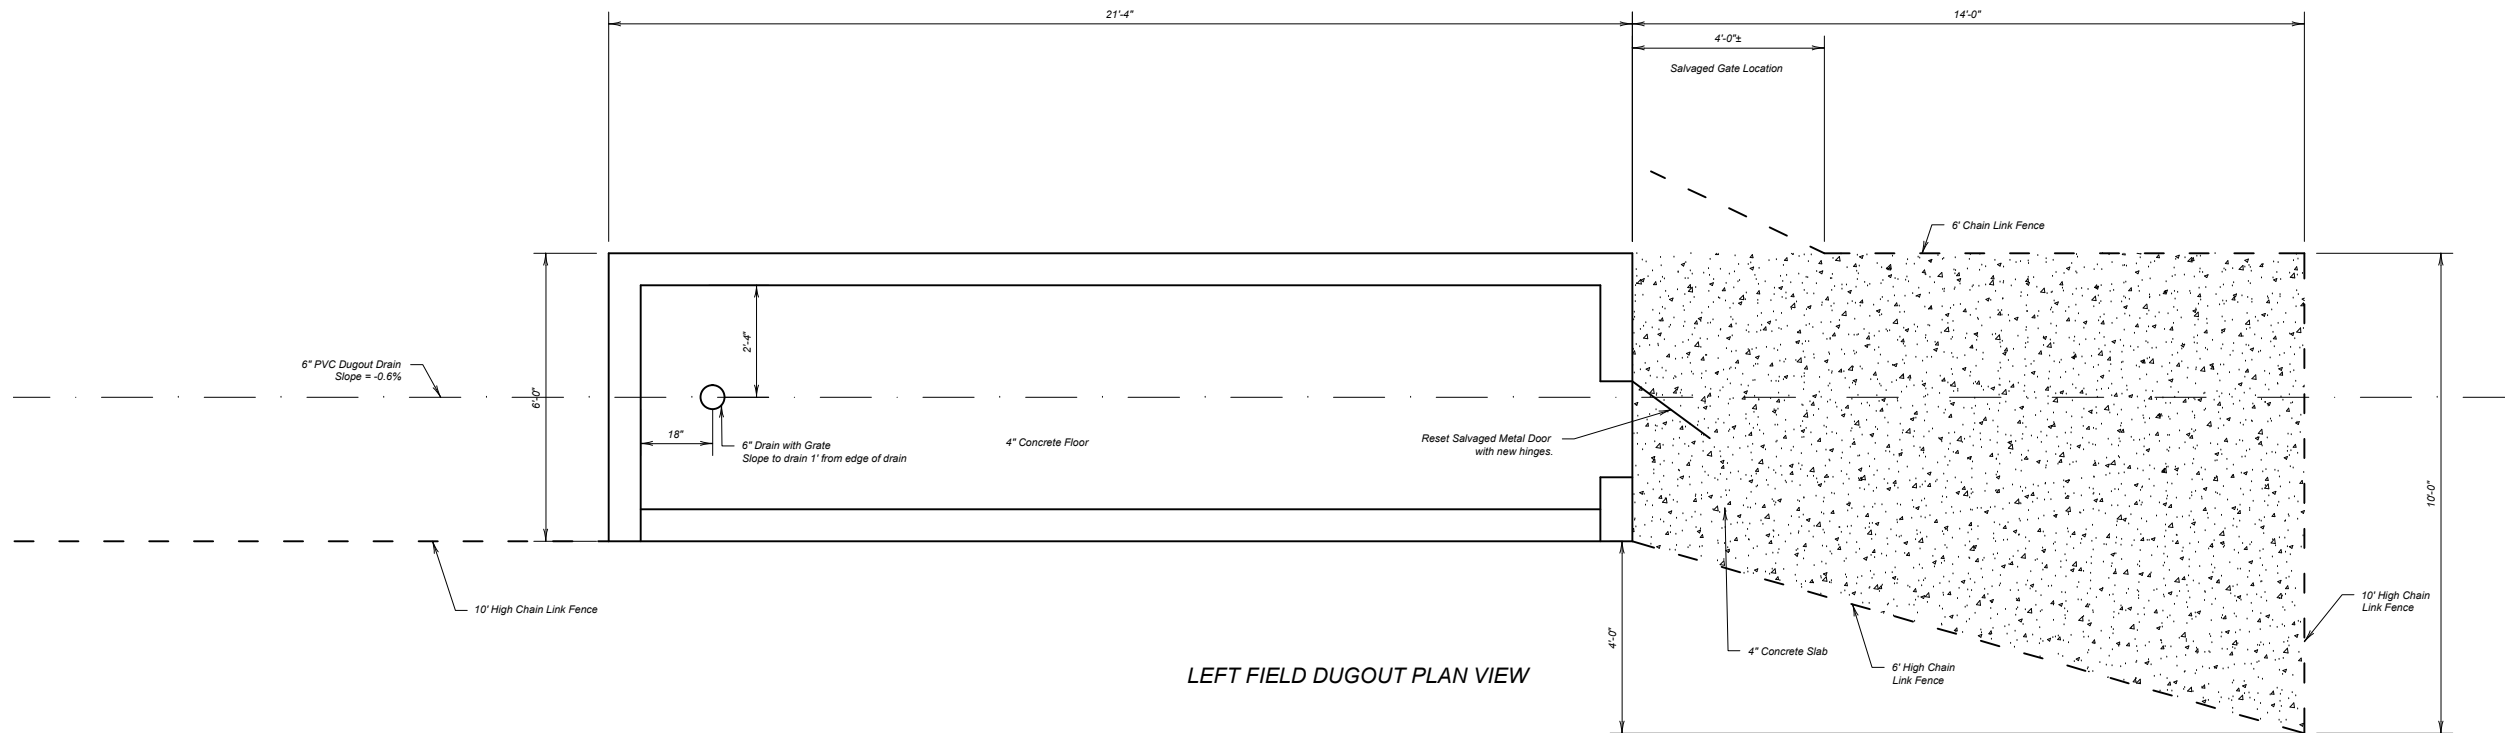 21'-4"
14'-0"
4'-0"±
Salvaged Gate Location
6' Chain Link Fence
2'-4"
6" PVC Dugout Drain
Slope = -0.6%
6'-0"
18"
6" Drain with Grate
Slope to drain 1' from edge of drain
4" Concrete Floor
Reset Salvaged Metal Door
with new hinges.
10'-0"
10' High Chain Link Fence
10' High Chain
Link Fence
4'-0"
4" Concrete Slab
6' High Chain
Link Fence
LEFT FIELD DUGOUT PLAN VIEW